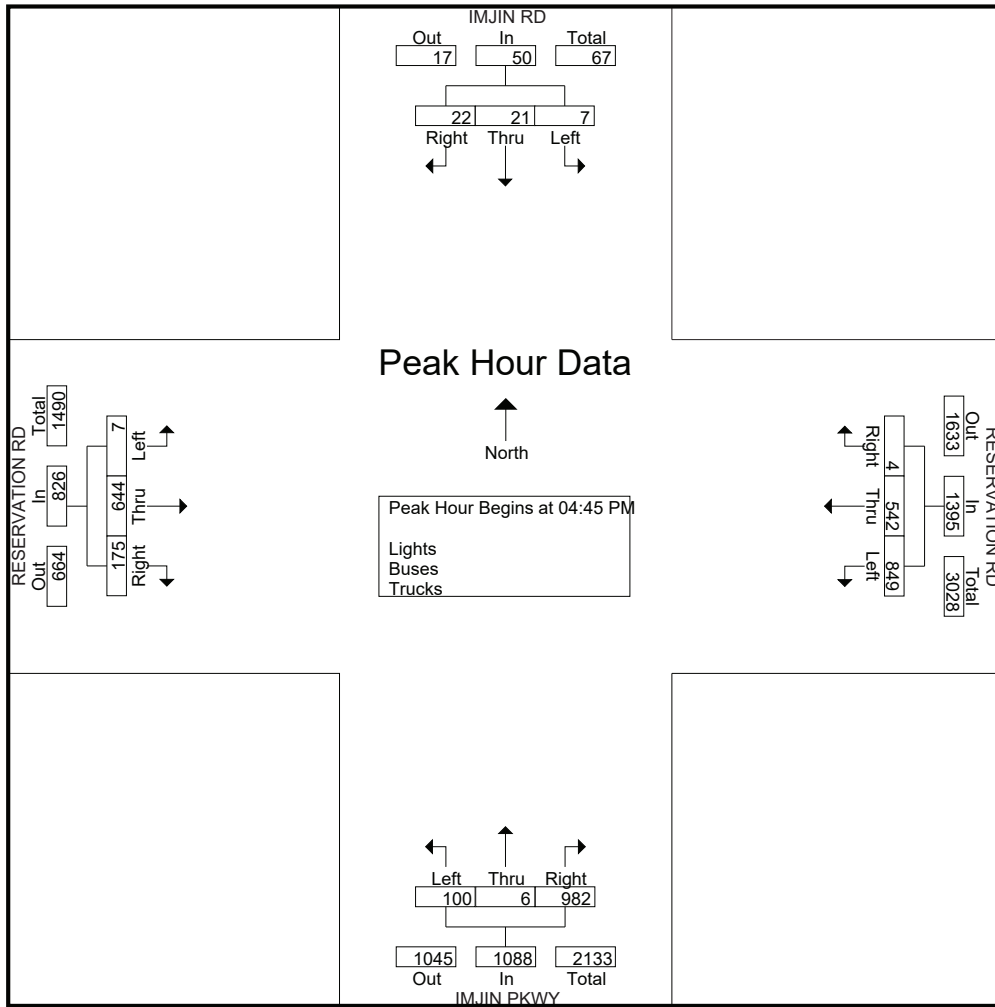 IMJIN RD
Out In Total
17 50 67
22 21 7
Right Thru Left
Peak Hour Data
North
Peak Hour Begins at 04:45 PM
Lights
Buses
Trucks
RESERVATION RD
Total In Out
1490 826 664
7 644 175
Left Thru Right
RESERVATION RD
Out In Total
1633 1395 3028
4 542 849
Right Thru Left
Left Thru Right
100 6 982
1045 1088 2133
Out In Total
IMJIN PKWY